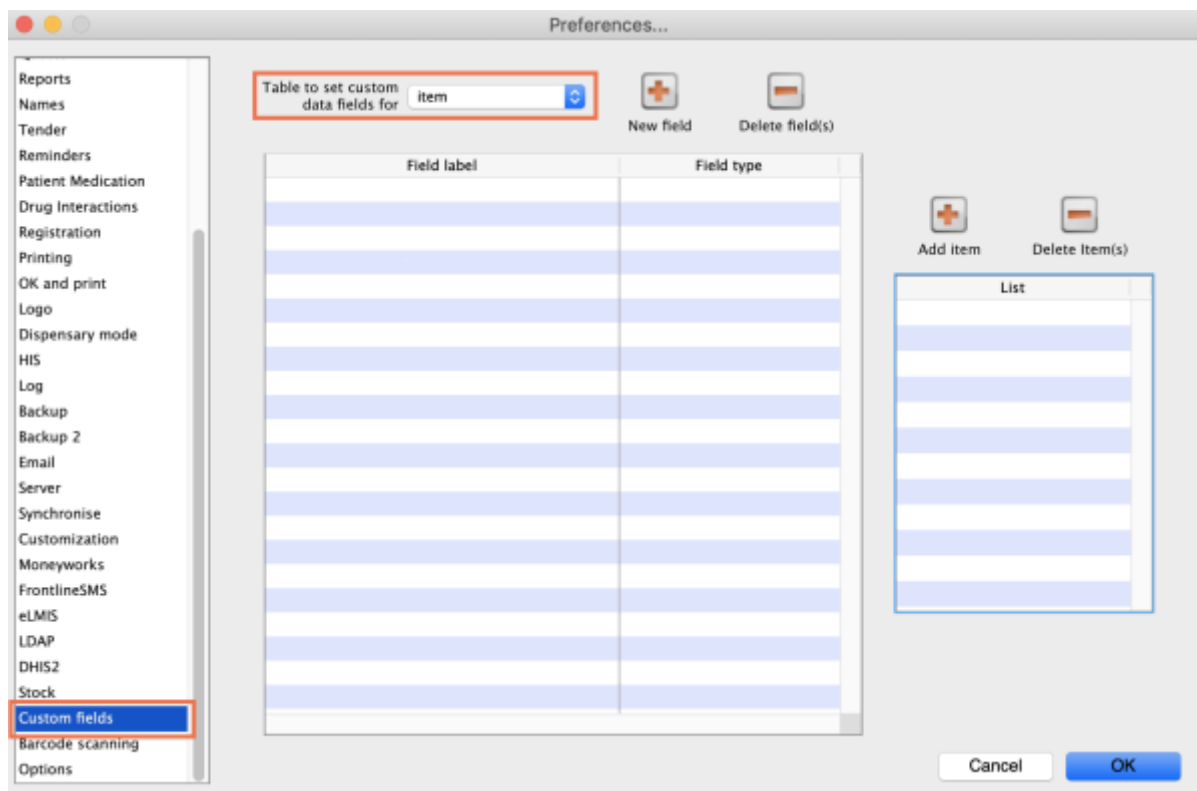 Preferences...
Reports
Names
Tender
Reminders
Patient Medication
Drug Interactions
Registration
Printing
OK and print
Logo
Dispensary mode
HIS
Log
Backup
Backup 2
Email
Server
Synchronise
Customization
Moneyworks
FrontlineSMS
eLMIS
LDAP
DHIS2
Stock
Custom fields
Barcode scanning
Options
Table to set custom
data fields for
item
New field
Delete field(s)
Field label
Field type
Add item
Delete Item(s)
List
Cancel
OK